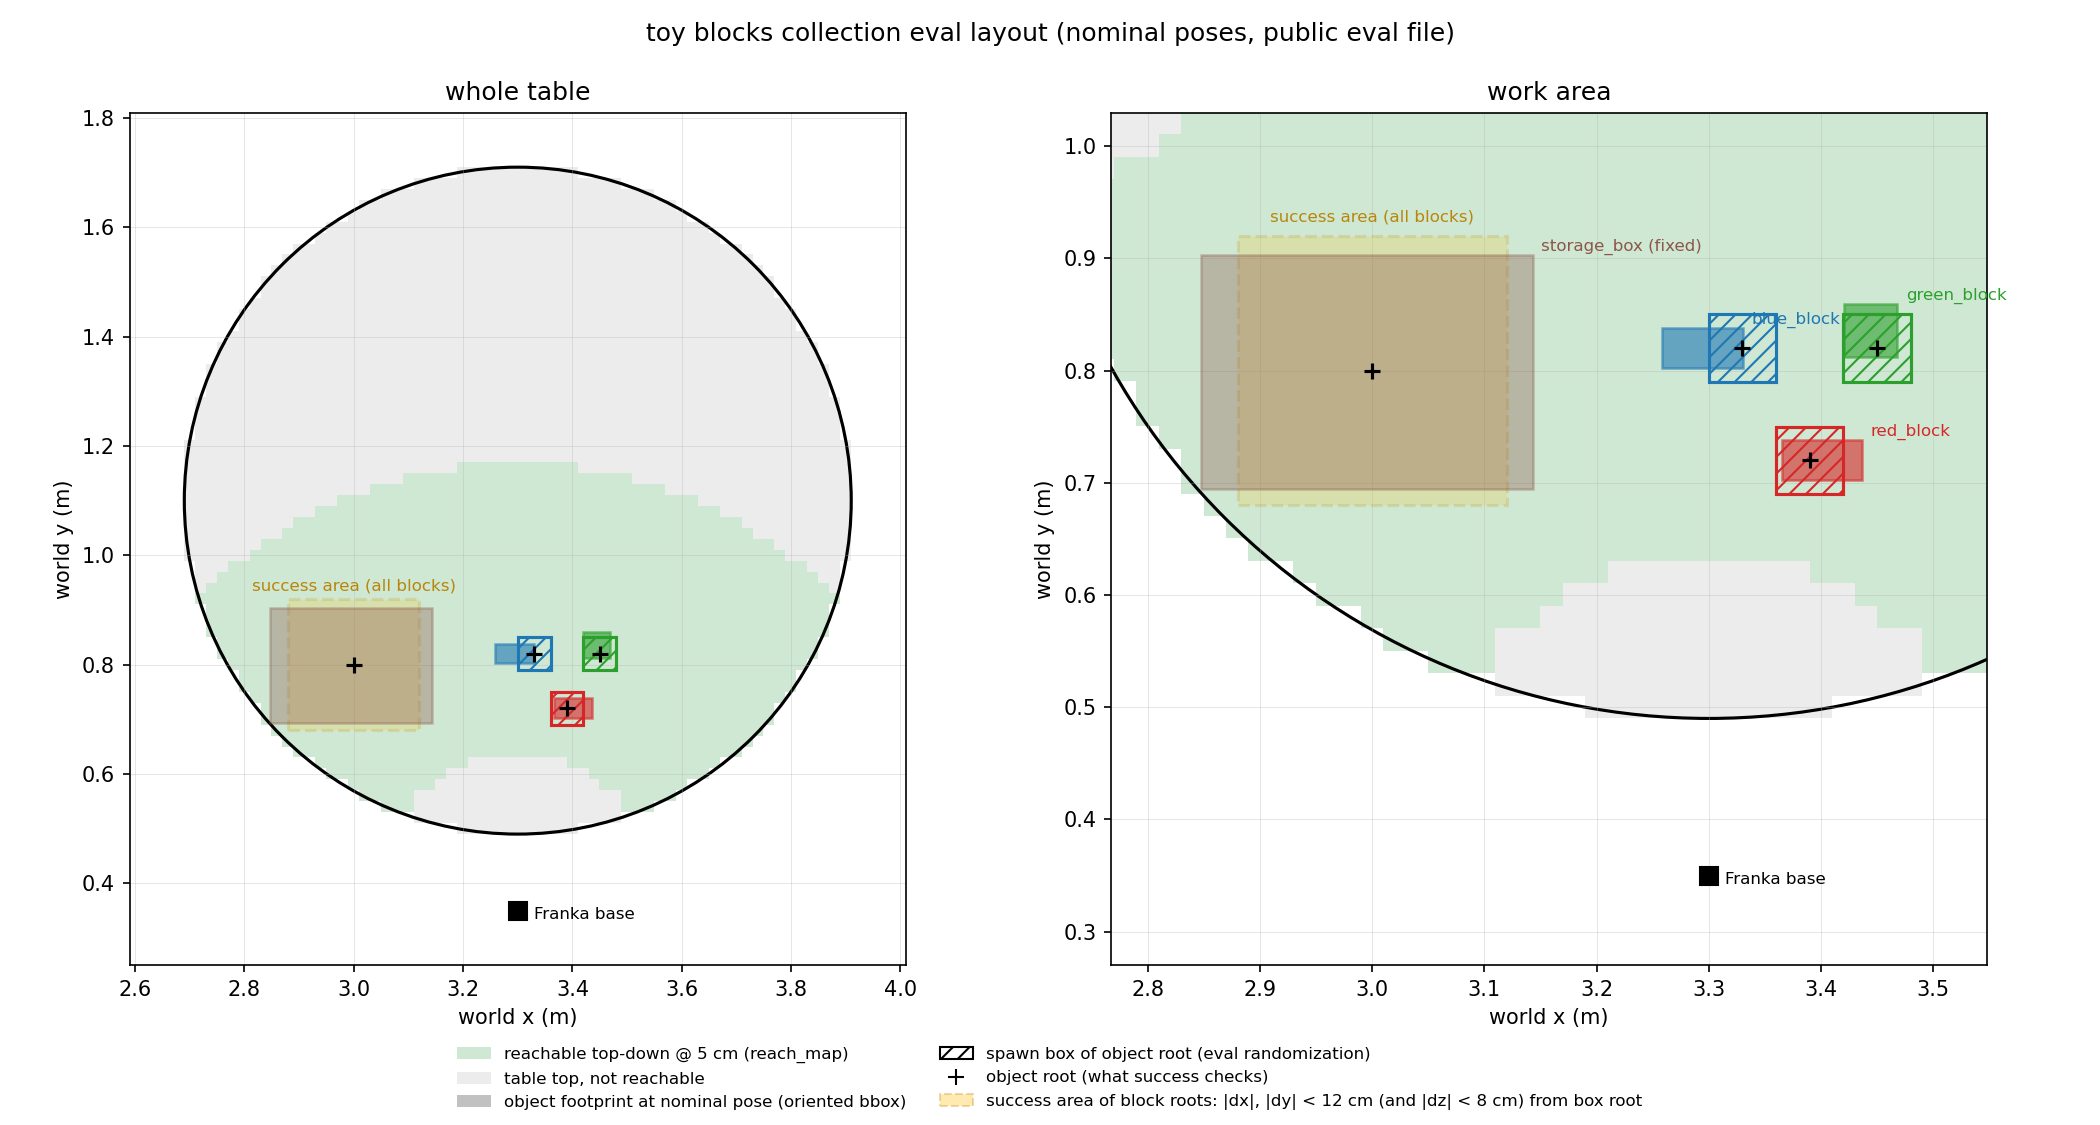 toy blocks collection eval layout (nominal poses, public eval file)
whole table
1.8
1.6
1.4
1.2
1.0
0.8
0.6
0.4
world y (m)
success area (all blocks)
Franka base
2.6 2.8 3.0 3.2 3.4 3.6 3.8 4.0
world x (m)
work area
1.0
0.9
0.8
0.7
0.6
0.5
0.4
0.3
world y (m)
success area (all blocks)
storage_box (fixed)
green_block
blue_block
red_block
Franka base
2.8 2.9 3.0 3.1 3.2 3.3 3.4 3.5
world x (m)
reachable top-down @ 5 cm (reach_map)
table top, not reachable
object footprint at nominal pose (oriented bbox)
spawn box of object root (eval randomization)
object root (what success checks)
success area of block roots: |dx|, |dy| < 12 cm (and |dz| < 8 cm) from box root